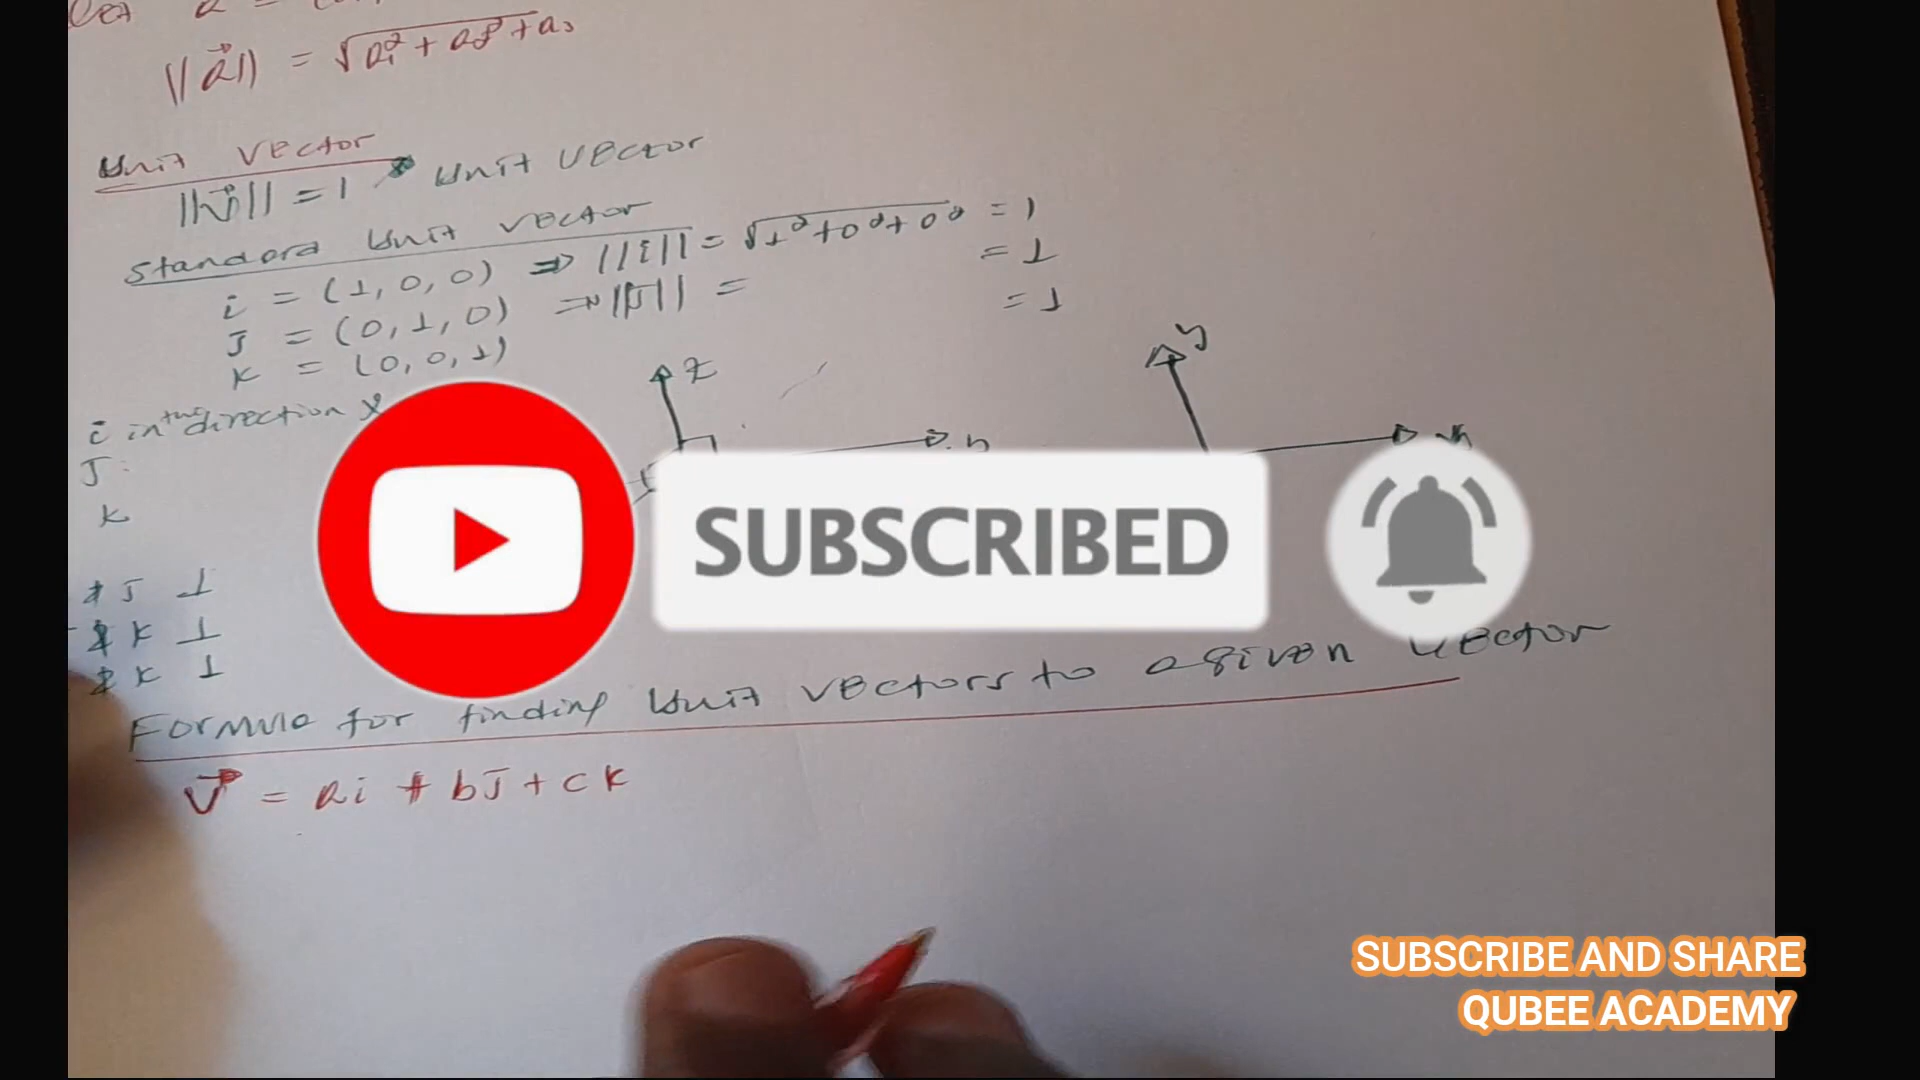 Let a = (a
||a|| = √a₁² + a₂² + a₃
Unit Vector
||v|| = 1 Unit Vector
Standard Unit vector
i = (1, 0, 0) ⇒ ||i|| = √1² + 0² + 0² = 1
J = (0, 1, 0) ⇒ ||J|| = = 1
K = (0, 0, 1) = 1
i in the direction x
J
K
z
y
y
x
SUBSCRIBED
J ⊥
& K ⊥
& K ⊥
Formula for finding Unit Vectors to a given Vector
V = ai + bJ + cK
SUBSCRIBE AND SHARE
QUBEE ACADEMY